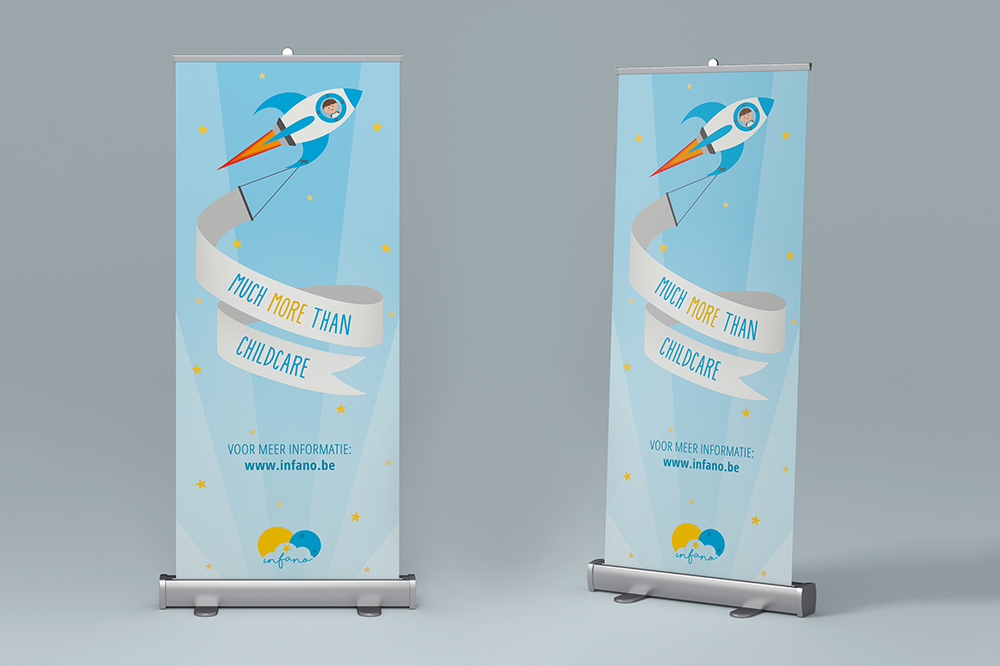 MUCH MORE THAN
CHILDCARE
VOOR MEER INFORMATIE:
www.infano.be
infano
MUCH MORE THAN
CHILDCARE
VOOR MEER INFORMATIE:
www.infano.be
infano